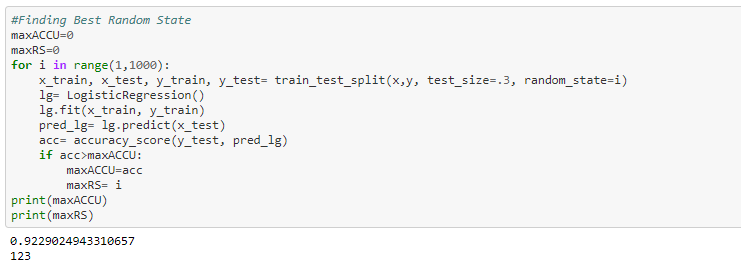 #Finding Best Random State
maxACCU=0
maxRS=0
for i in range(1,1000):
    x_train, x_test, y_train, y_test= train_test_split(x,y, test_size=.3, random_state=i)
    lg= LogisticRegression()
    lg.fit(x_train, y_train)
    pred_lg= lg.predict(x_test)
    acc= accuracy_score(y_test, pred_lg)
    if acc>maxACCU:
        maxACCU=acc
        maxRS= i
print(maxACCU)
print(maxRS)
0.9229024943310657
123